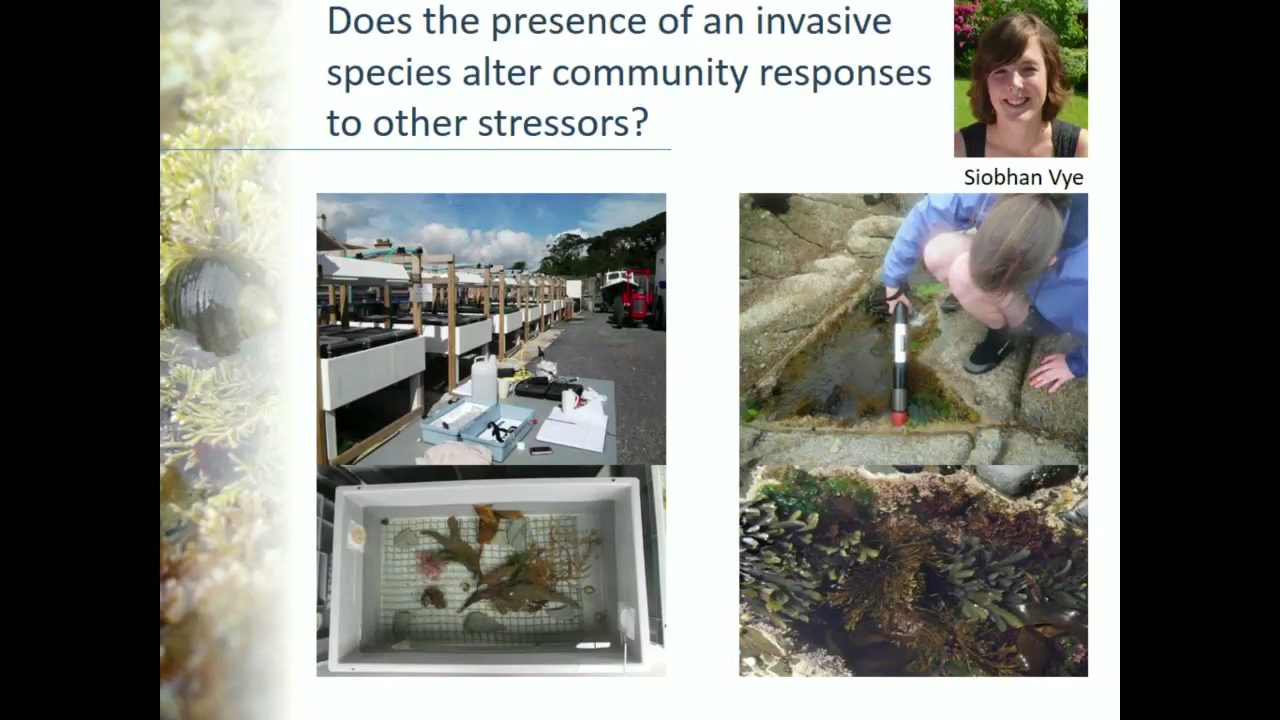 Does the presence of an invasive
species alter community responses
to other stressors?
Siobhan Vye